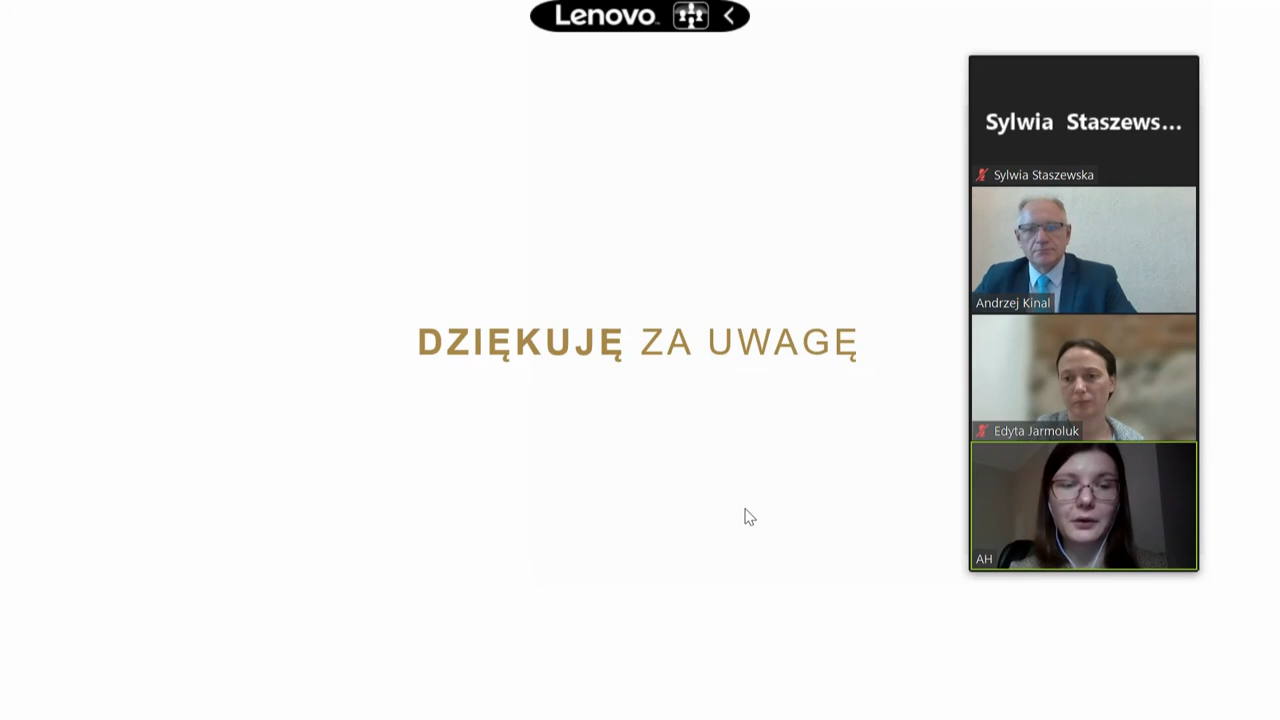 Lenovo
Sylwia Staszews...
Sylwia Staszewska
Andrzej Kinal
DZIĘKUJĘ ZA UWAGĘ
Edyta Jarmoluk
AH